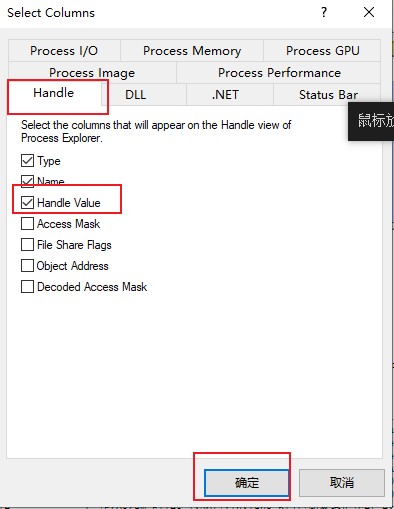 Select Columns
Process I/O
Process Memory
Process GPU
Process Image
Process Performance
Handle
DLL
.NET
Status Bar
鼠标放
Select the columns that will appear on the Handle view of
Process Explorer.
Type
Name
Handle Value
Access Mask
File Share Flags
Object Address
Decoded Access Mask
确定
取消